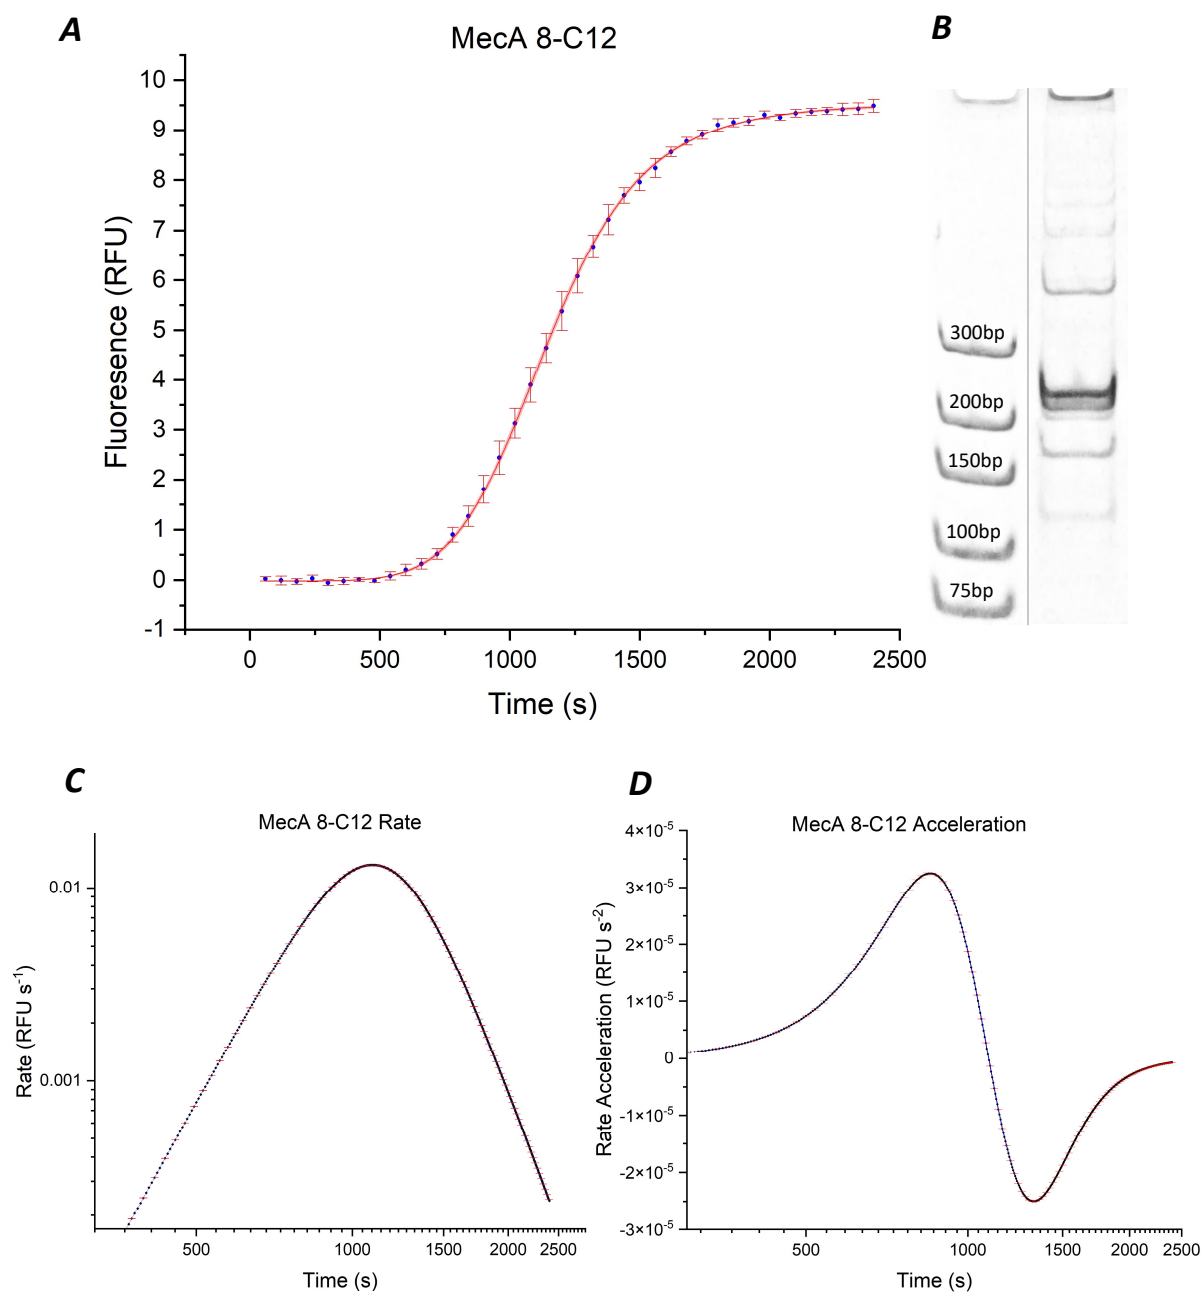 A
MecA 8-C12
10
9
8
7
6
5
4
3
2
1
0
-1
Fluoresence (RFU)
0 500 1000 1500 2000 2500
Time (s)
B
300bp
200bp
150bp
100bp
75bp
C
MecA 8-C12 Rate
0.01
0.001
Rate (RFU s-1)
500 1000 1500 2000 2500
Time (s)
D
MecA 8-C12 Acceleration
4×10-5
3×10-5
2×10-5
1×10-5
0
-1×10-5
-2×10-5
-3×10-5
Rate Acceleration (RFU s-2)
500 1000 1500 2000 2500
Time (s)